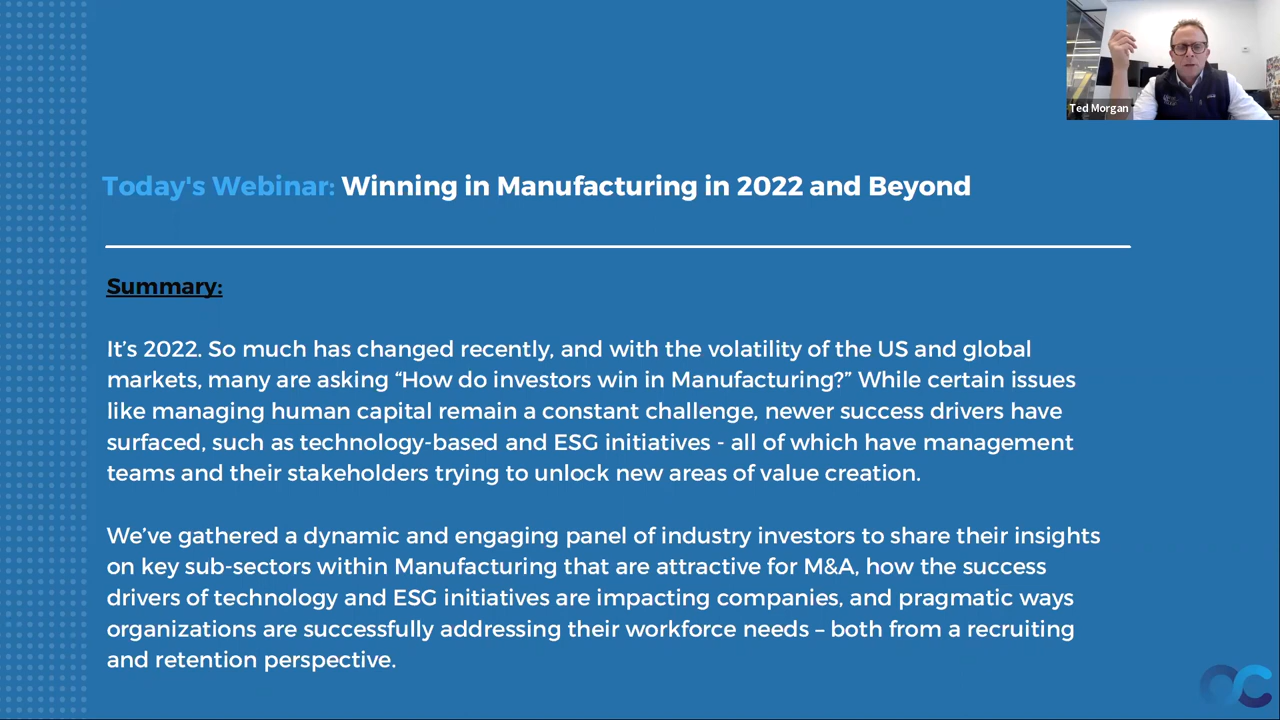 Ted Morgan
Today's Webinar: Winning in Manufacturing in 2022 and Beyond
Summary:
It’s 2022. So much has changed recently, and with the volatility of the US and global
markets, many are asking “How do investors win in Manufacturing?” While certain issues
like managing human capital remain a constant challenge, newer success drivers have
surfaced, such as technology-based and ESG initiatives - all of which have management
teams and their stakeholders trying to unlock new areas of value creation.
We’ve gathered a dynamic and engaging panel of industry investors to share their insights
on key sub-sectors within Manufacturing that are attractive for M&A, how the success
drivers of technology and ESG initiatives are impacting companies, and pragmatic ways
organizations are successfully addressing their workforce needs – both from a recruiting
and retention perspective.